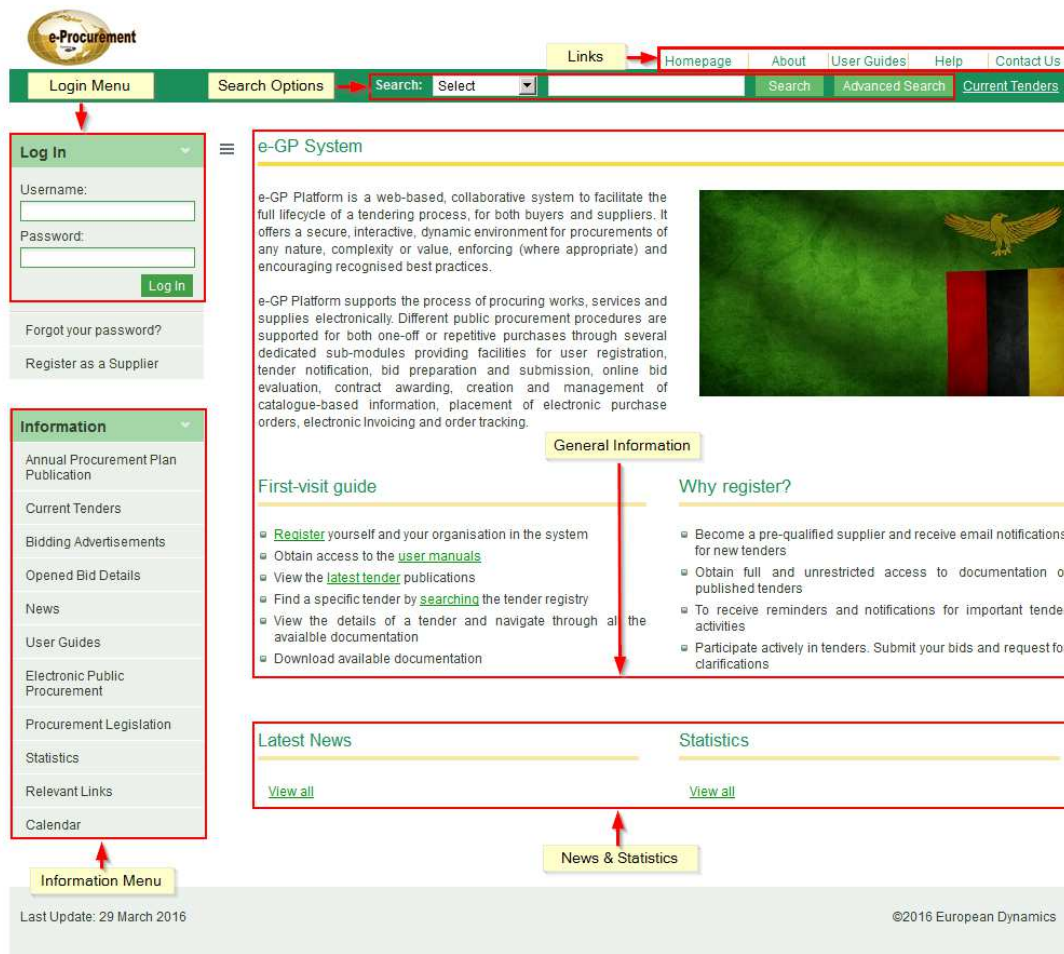 e-Procurement
Links
Homepage About User Guides Help Contact Us
Login Menu
Search Options
Search: Select Search Advanced Search Current Tenders
Log In
Username:
Password:
Log In
Forgot your password?
Register as a Supplier
Information
Annual Procurement Plan
Publication
Current Tenders
Bidding Advertisements
Opened Bid Details
News
User Guides
Electronic Public
Procurement
Procurement Legislation
Statistics
Relevant Links
Calendar
Information Menu
e-GP System
e-GP Platform is a web-based, collaborative system to facilitate the
full lifecycle of a tendering process, for both buyers and suppliers. It
offers a secure, interactive, dynamic environment for procurements of
any nature, complexity or value, enforcing (where appropriate) and
encouraging recognised best practices.
e-GP Platform supports the process of procuring works, services and
supplies electronically. Different public procurement procedures are
supported for both one-off or repetitive purchases through several
dedicated sub-modules providing facilities for user registration,
tender notification, bid preparation and submission, online bid
evaluation, contract awarding, creation and management of
catalogue-based information, placement of electronic purchase
orders, electronic Invoicing and order tracking.
General Information
First-visit guide
Register yourself and your organisation in the system
Obtain access to the user manuals
View the latest tender publications
Find a specific tender by searching the tender registry
View the details of a tender and navigate through all the
avaialble documentation
Download available documentation
Why register?
Become a pre-qualified supplier and receive email notifications
for new tenders
Obtain full and unrestricted access to documentation o
published tenders
To receive reminders and notifications for important tende
activities
Participate actively in tenders. Submit your bids and request fo
clarifications
Latest News
View all
Statistics
View all
News & Statistics
Last Update: 29 March 2016
©2016 European Dynamics